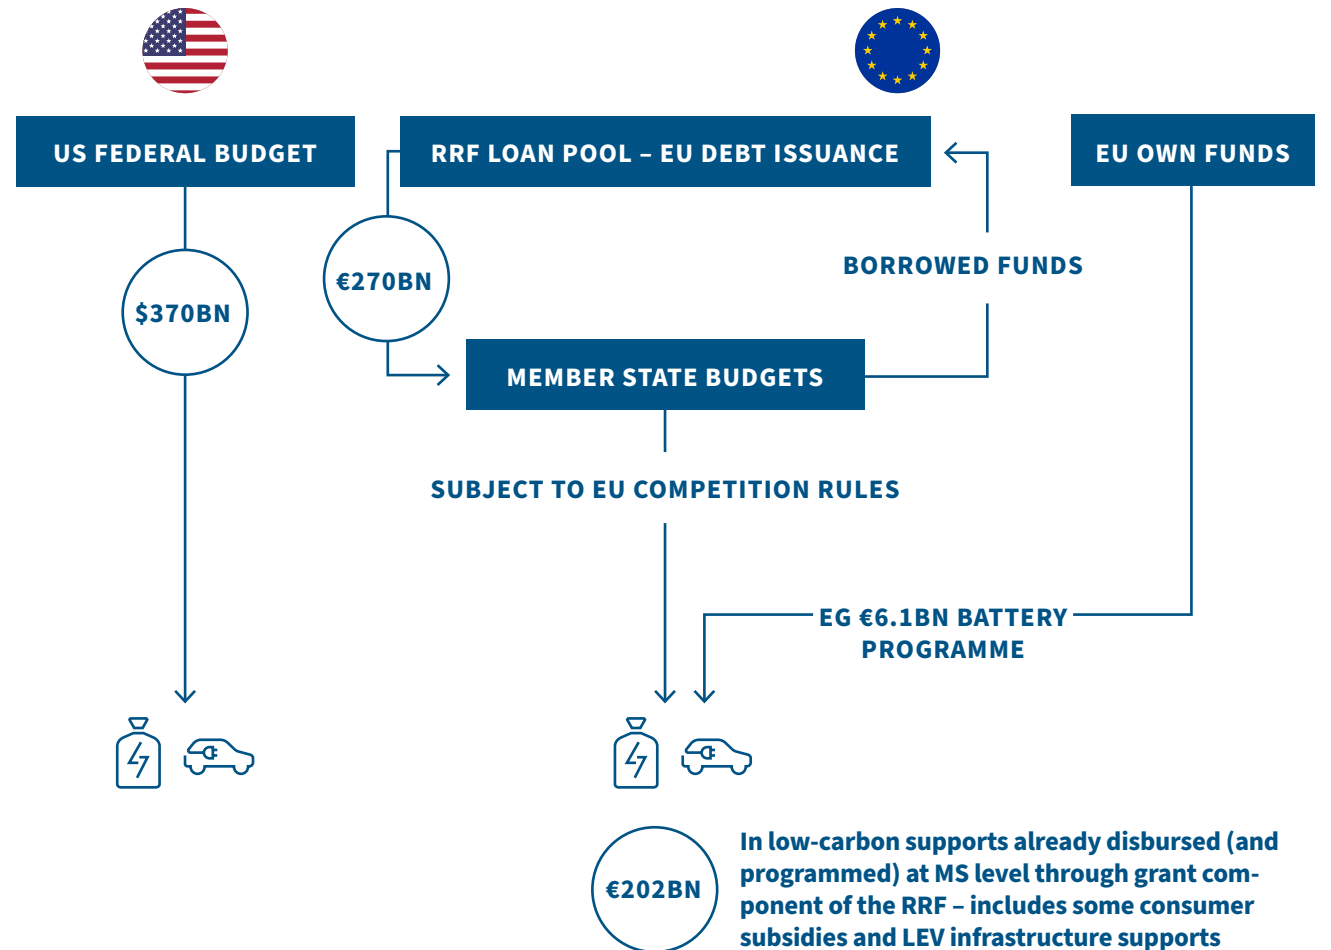 US FEDERAL BUDGET
RRF LOAN POOL – EU DEBT ISSUANCE
EU OWN FUNDS
€270BN
BORROWED FUNDS
$370BN
MEMBER STATE BUDGETS
SUBJECT TO EU COMPETITION RULES
EG €6.1BN BATTERY
PROGRAMME
€202BN
In low-carbon supports already disbursed (and
programmed) at MS level through grant com-
ponent of the RRF – includes some consumer
subsidies and LEV infrastructure supports